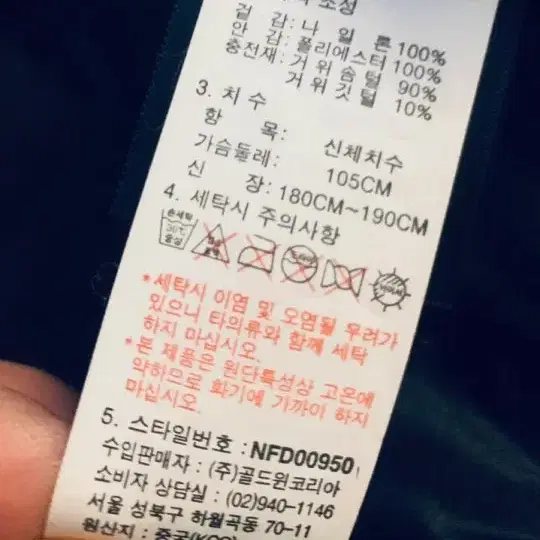 조성
겉 감: 나 일 론 100%
안 감: 폴리에스터 100%
충전재: 거위솜털 90%
거위깃털 10%
3. 치수
항 목: 신체치수
가슴둘레: 105CM
신 장: 180CM~190CM
4. 세탁시 주의사항
손세탁
30℃
중성
*세탁시 이염 및 오염될 우려가
있으니 타의류와 함께 세탁
하지 마십시오.
*본 제품은 원단특성상 고온에
약하므로 화기에 가까이 하지
마십시오.
5. 스타일번호 : NFD00950
수입판매자 : (주)골드윈코리아
소비자 상담실 : (02)940-1146
서울 성북구 하월곡동 70-11
원산지 : 중국